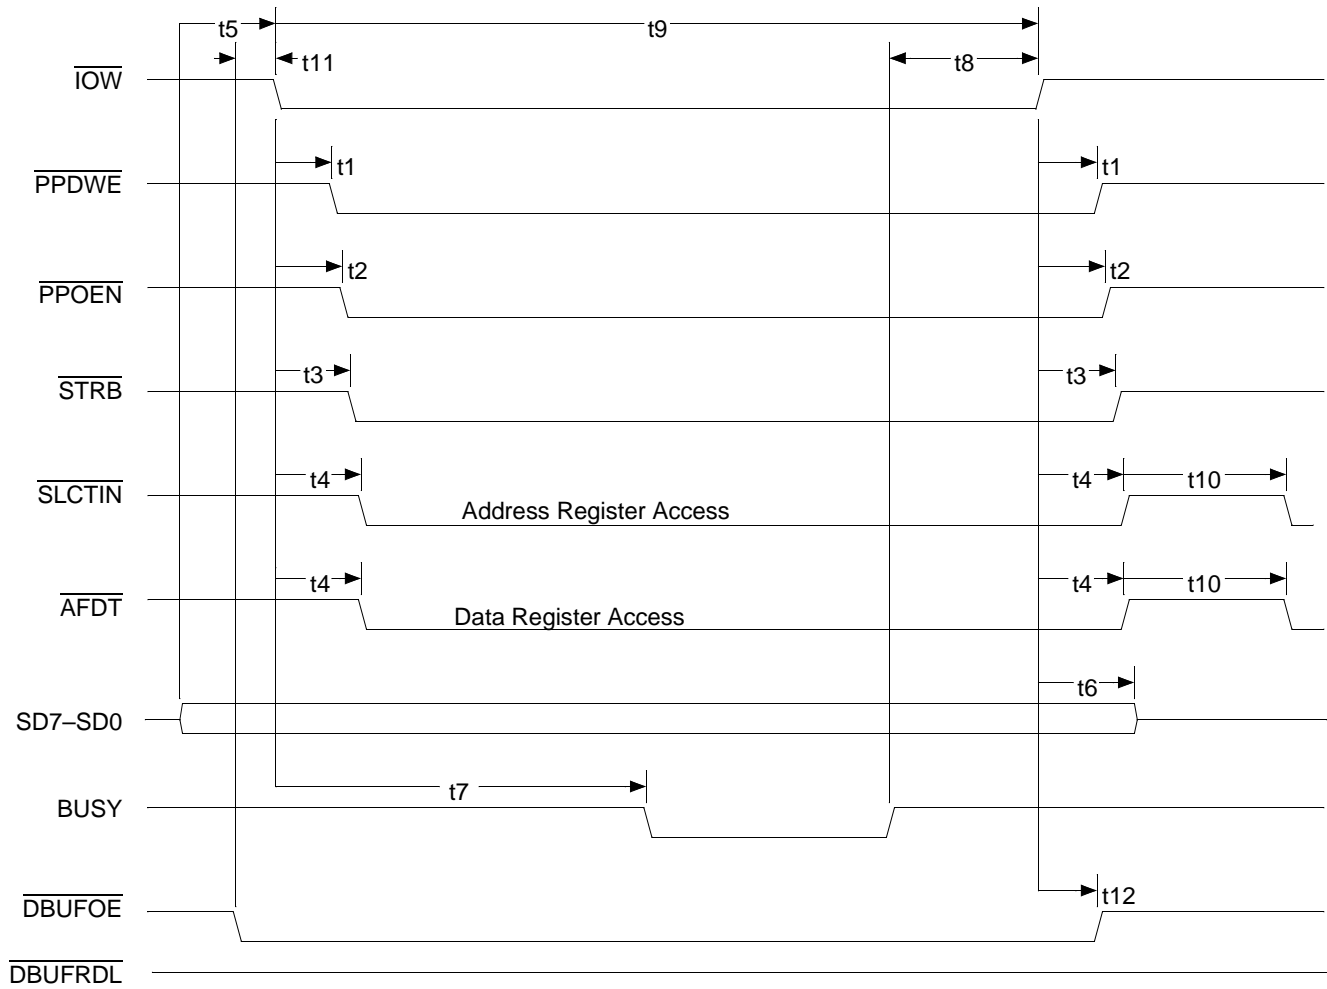 t5 t9
t11 t8
IOW
t1 t1
PPDWE
t2 t2
PPOEN
t3 t3
STRB
t4 t4 t10
SLCTIN
Address Register Access
t4 t4 t10
AFDT
Data Register Access
t6
SD7–SD0
t7
BUSY
t12
DBUFOE
DBUFRDL